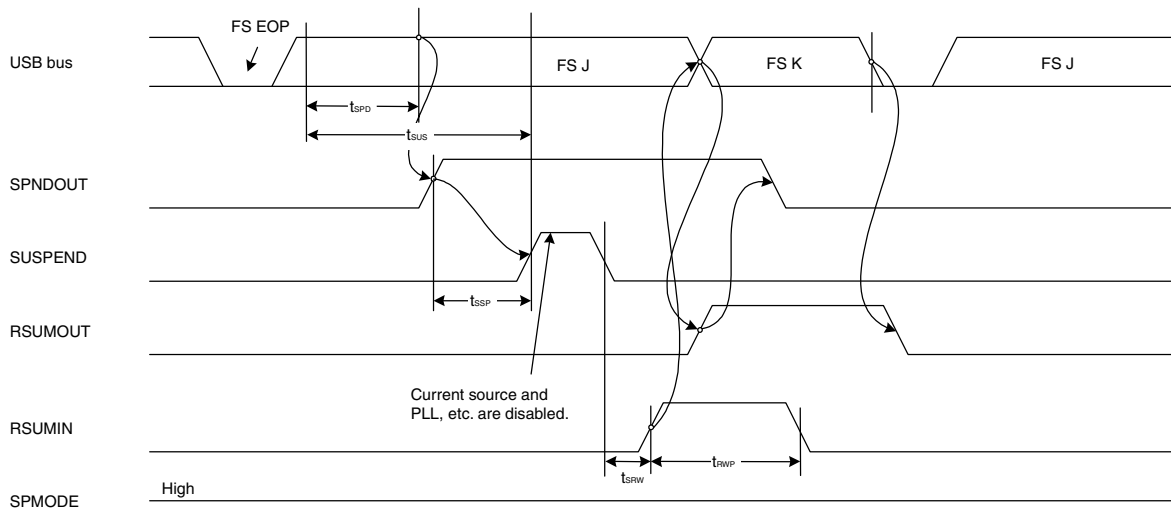 FS EOP
USB bus
FS J
FS K
FS J
tSPD
tSUS
SPNDOUT
SUSPEND
tSSP
RSUMOUT
Current source and
PLL, etc. are disabled.
RSUMIN
tSRW
tRWP
SPMODE
High